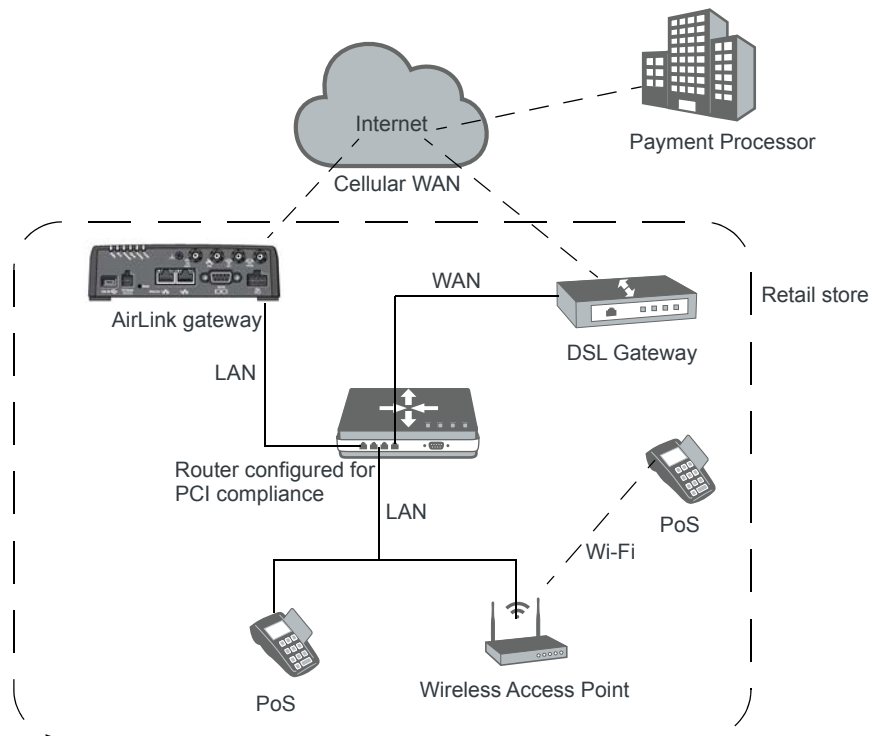 Internet
Payment Processor
Cellular WAN
WAN
Retail store
AirLink gateway
DSL Gateway
LAN
Router configured for
PCI compliance
LAN
PoS
Wi-Fi
Wireless Access Point
PoS